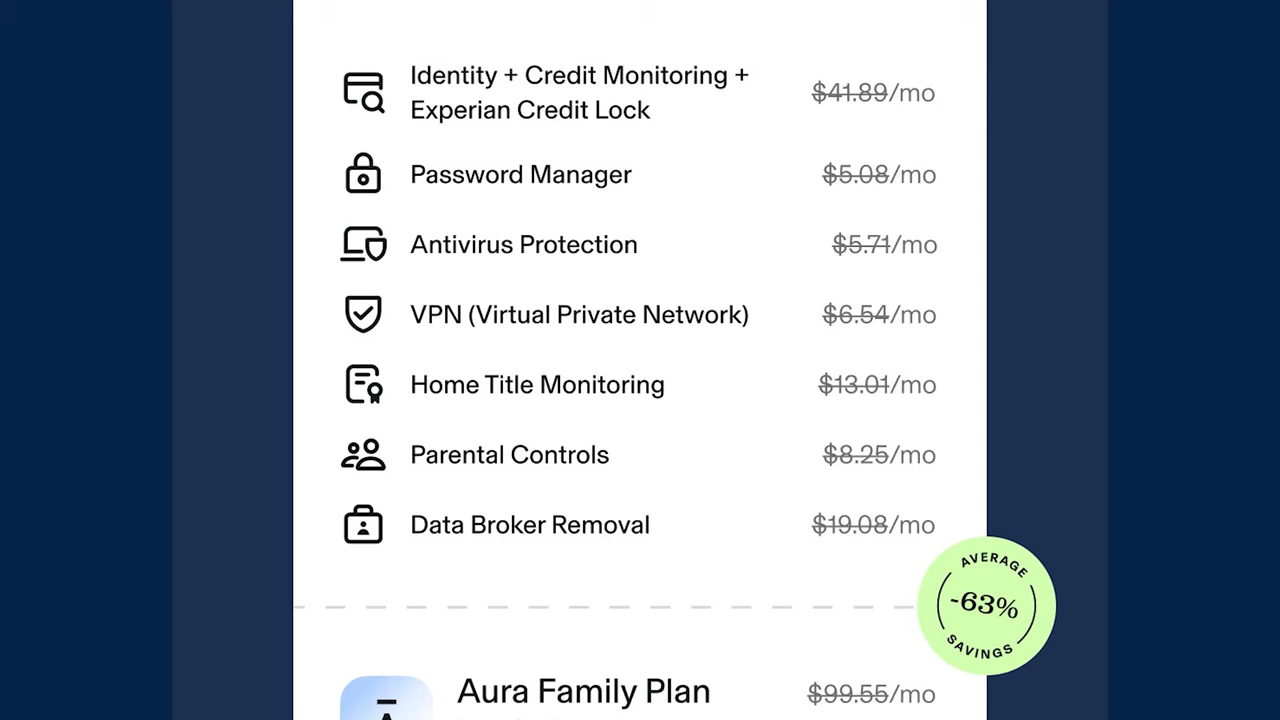 Identity + Credit Monitoring +
Experian Credit Lock
$41.89/mo
Password Manager
$5.08/mo
Antivirus Protection
$5.71/mo
VPN (Virtual Private Network)
$6.54/mo
Home Title Monitoring
$13.01/mo
Parental Controls
$8.25/mo
Data Broker Removal
$19.08/mo
AVERAGE
-63%
SAVINGS
Aura Family Plan
$99.55/mo